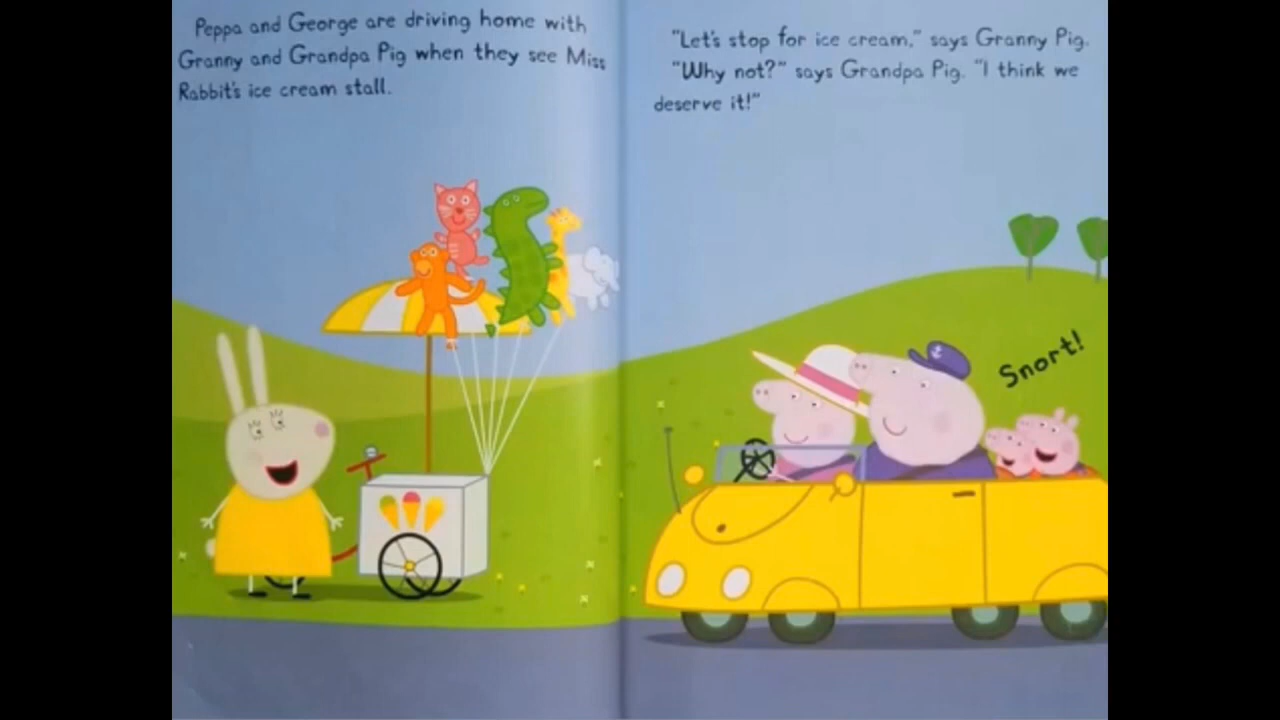 Peppa and George are driving home with
Granny and Grandpa Pig when they see Miss
Rabbit's ice cream stall.
"Let's stop for ice cream," says Granny Pig.
"Why not?" says Grandpa Pig. "I think we
deserve it!"
Snort!